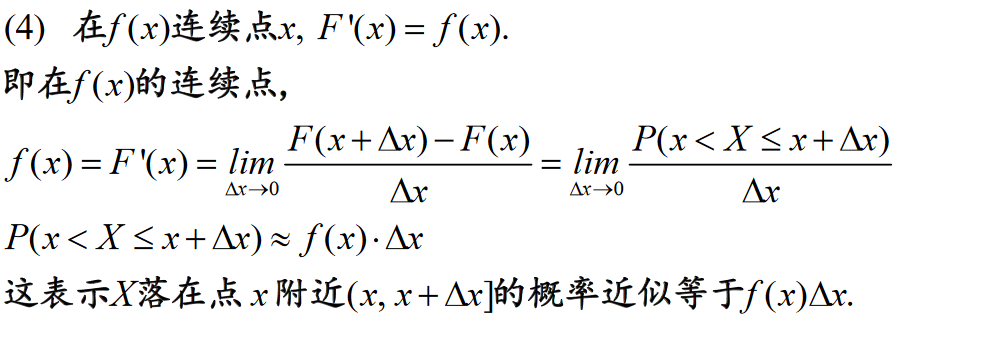 (4) 在f(x)连续点x, F'(x) = f(x).
即在f(x)的连续点,
f(x) = F'(x) = lim_{Δx→0} \frac{F(x+Δx)−F(x)}{Δx} = lim_{Δx→0} \frac{P(x < X ≤ x+Δx)}{Δx}
P(x < X ≤ x+Δx) ≈ f(x)·Δx
这表示X落在点 x 附近(x, x+Δx]的概率近似等于f(x)Δx.